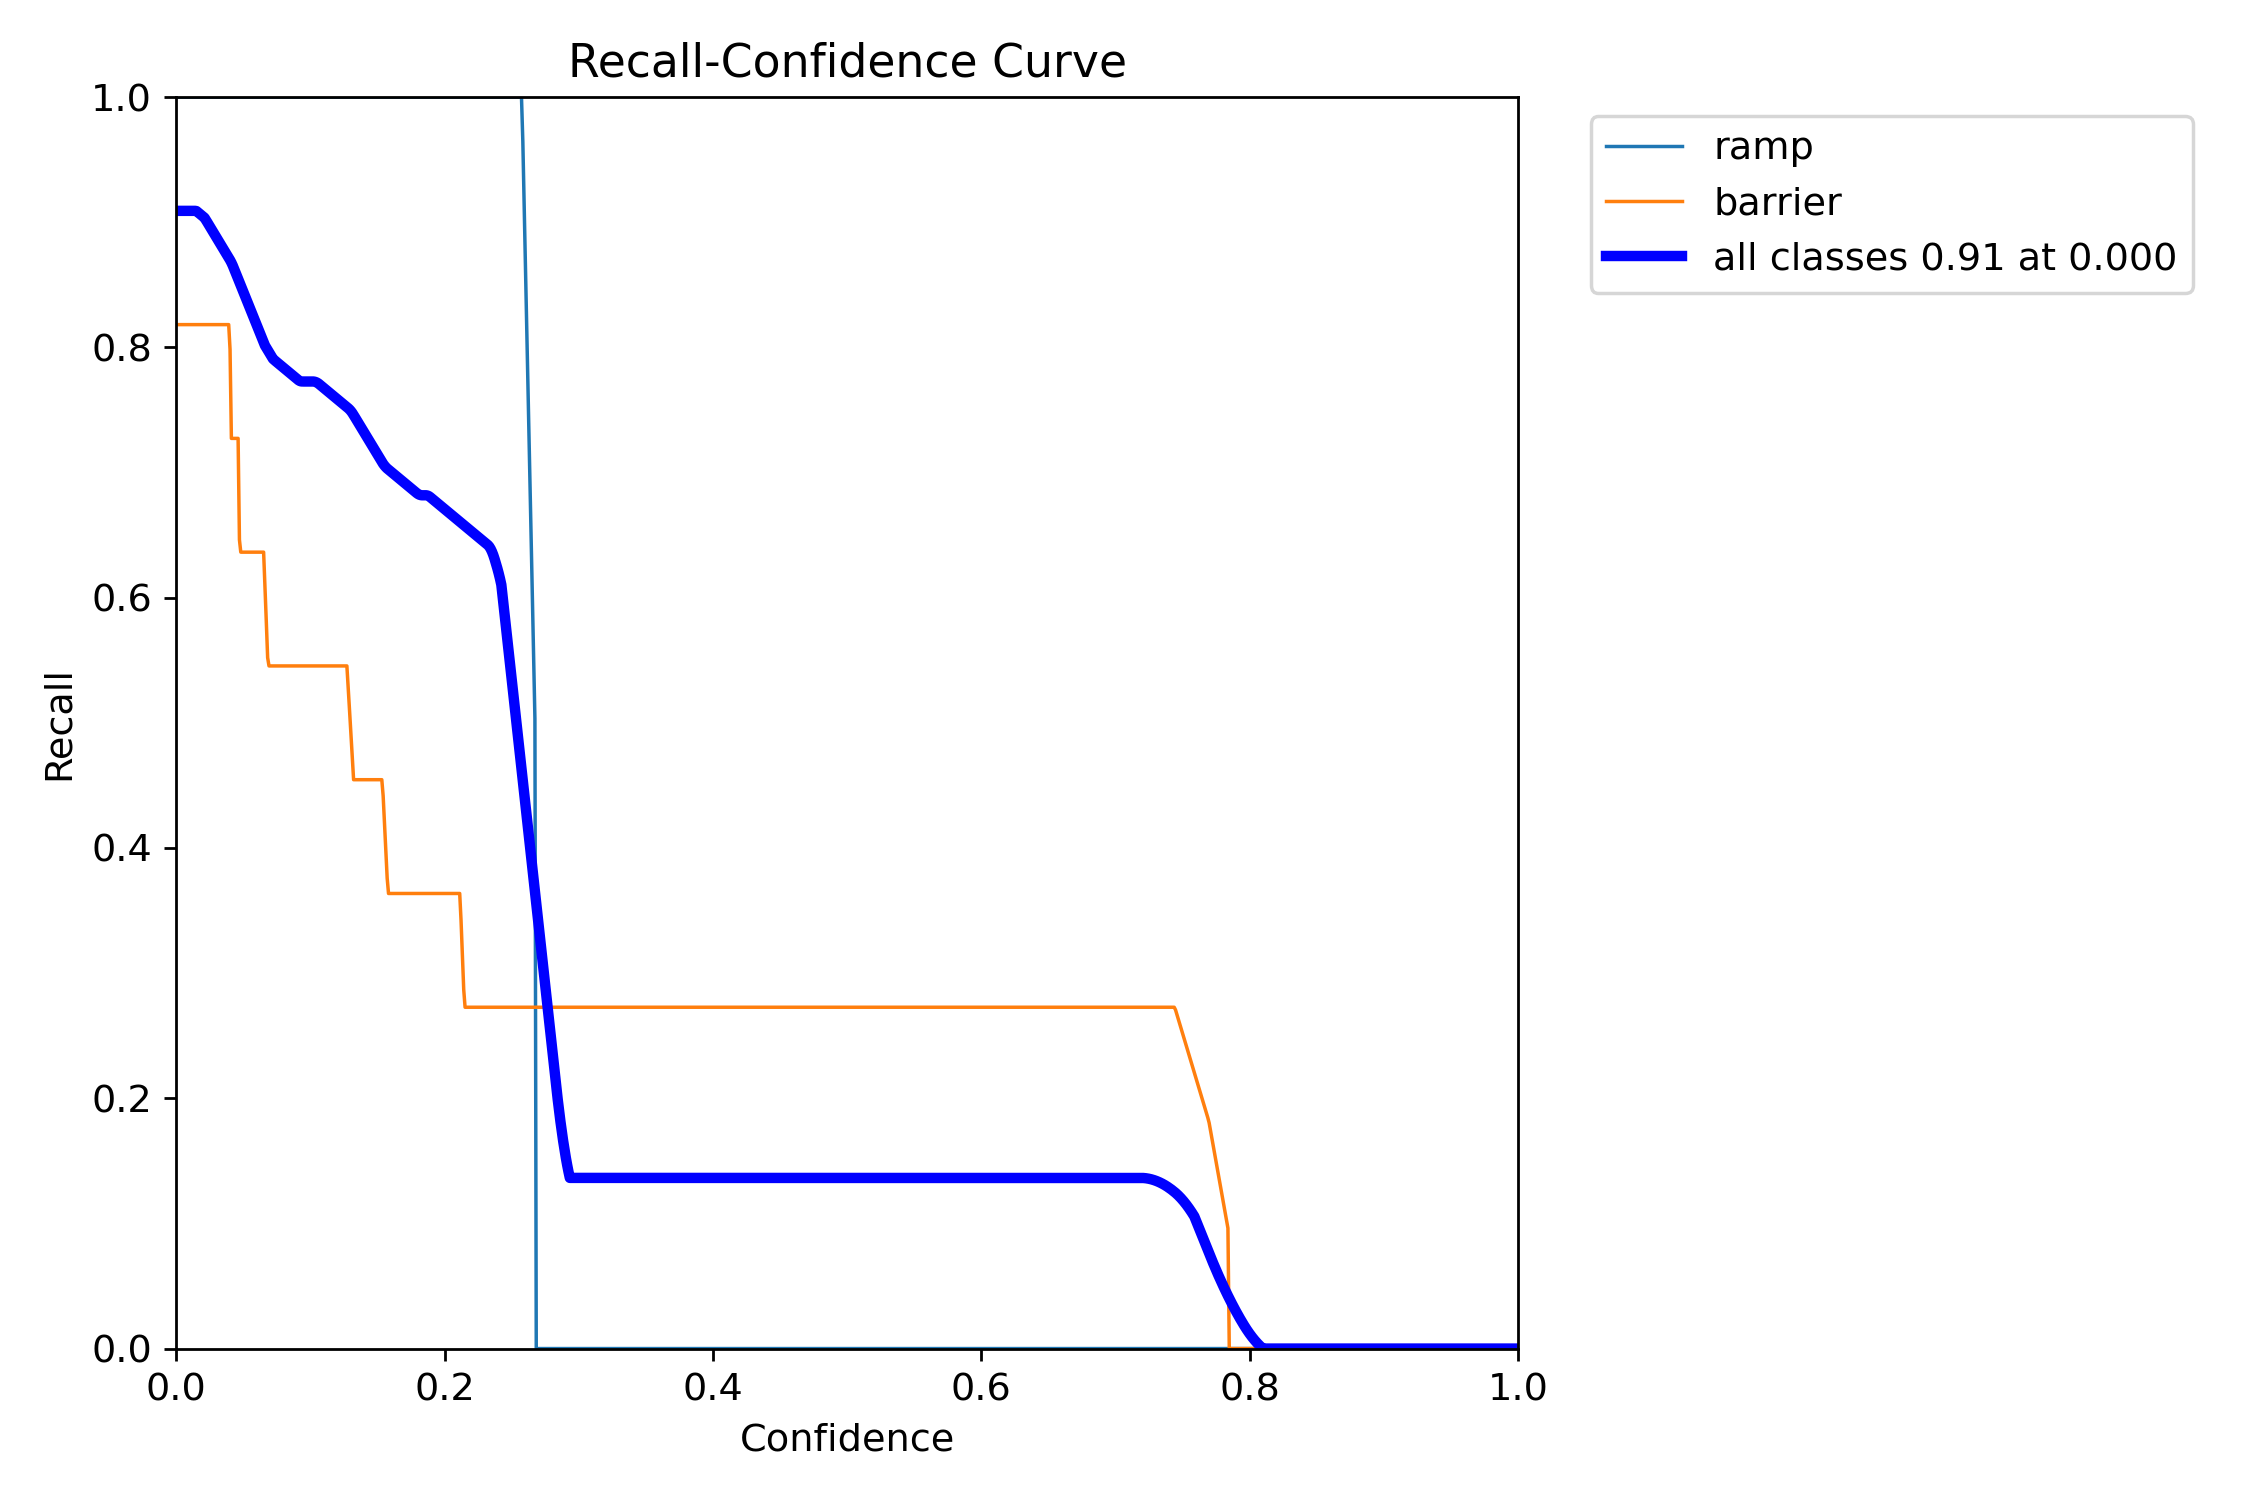 Recall-Confidence Curve
1.0
0.8
0.6
0.4
0.2
0.0
Recall
0.0 0.2 0.4 0.6 0.8 1.0
Confidence
ramp
barrier
all classes 0.91 at 0.000